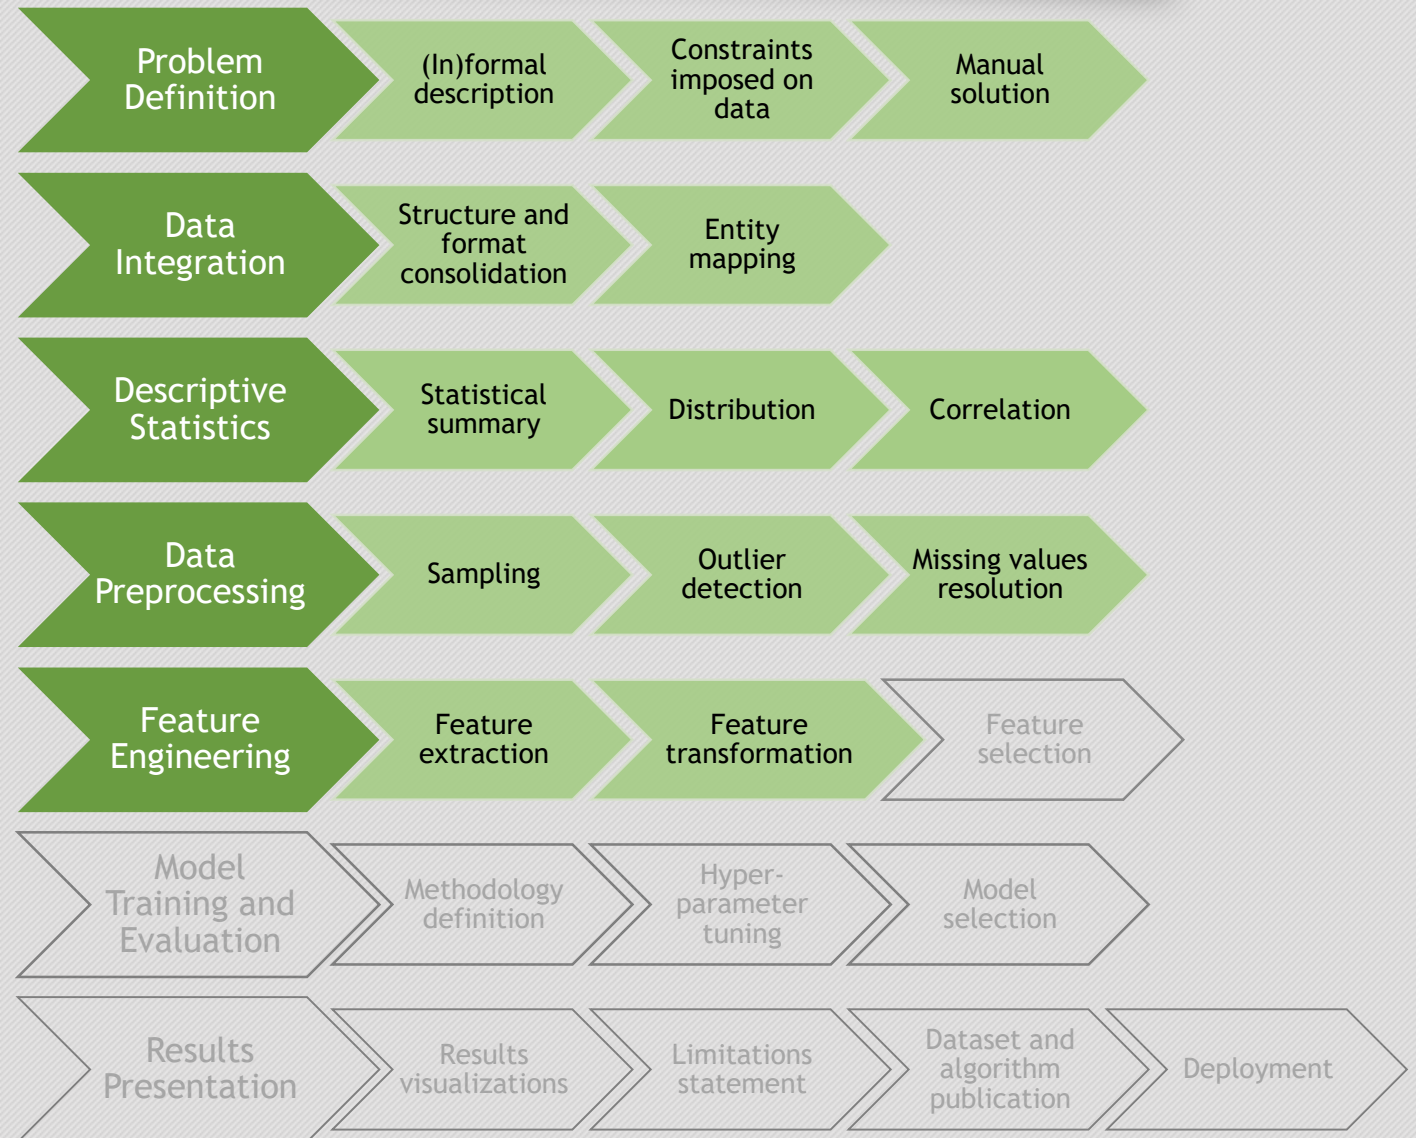 Problem
Definition
(In)formal
description
Constraints
imposed on
data
Manual
solution
Data
Integration
Structure and
format
consolidation
Entity
mapping
Descriptive
Statistics
Statistical
summary
Distribution
Correlation
Data
Preprocessing
Sampling
Outlier
detection
Missing values
resolution
Feature
Engineering
Feature
extraction
Feature
transformation
Feature
selection
Model
Training and
Evaluation
Methodology
definition
Hyper-
parameter
tuning
Model
selection
Results
Presentation
Results
visualizations
Limitations
statement
Dataset and
algorithm
publication
Deployment